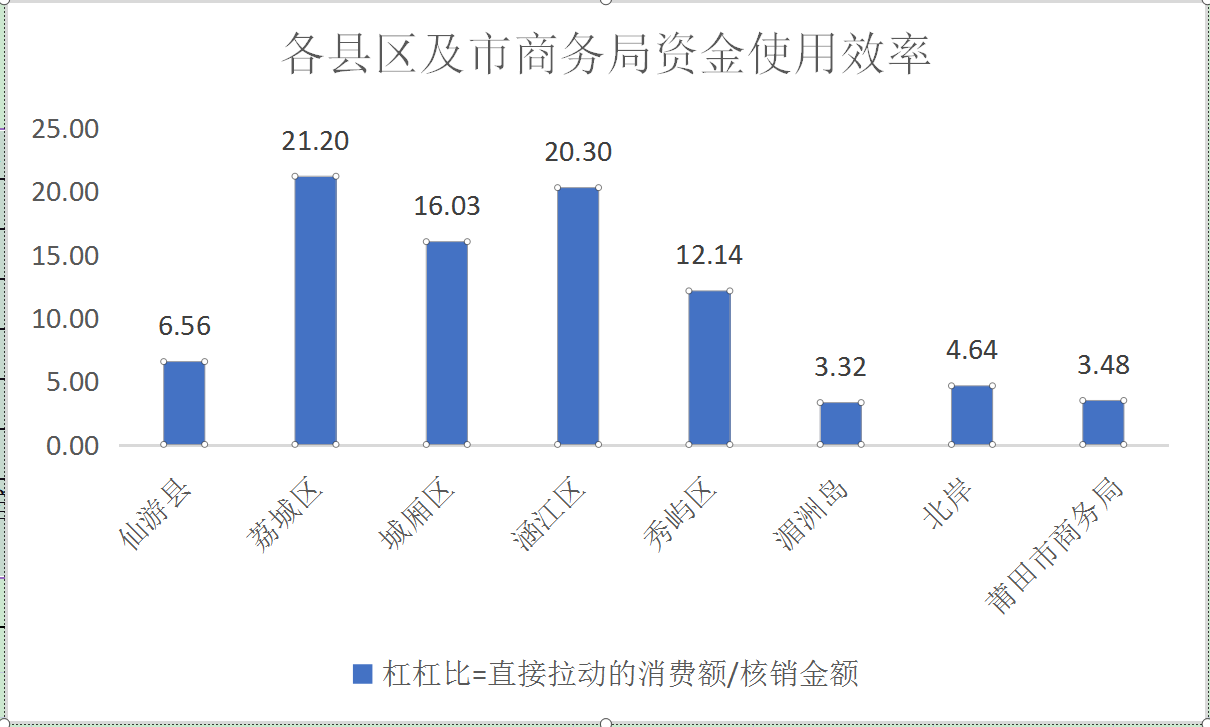 各县区及市商务局资金使用效率
25.00
20.00
15.00
10.00
5.00
0.00
6.56
21.20
16.03
20.30
12.14
3.32
4.64
3.48
仙游县
荔城区
城厢区
涵江区
秀屿区
湄洲岛
北岸
莆田市商务局
杠杠比=直接拉动的消费额/核销金额